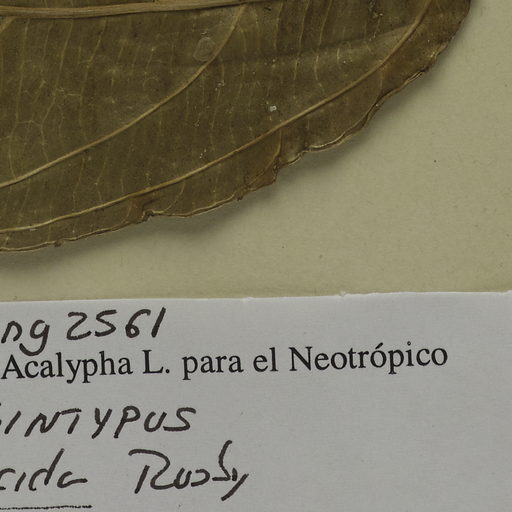 ng 2561
Acalypha L. para el Neotrópico
SINTYPUS
cida Rusby